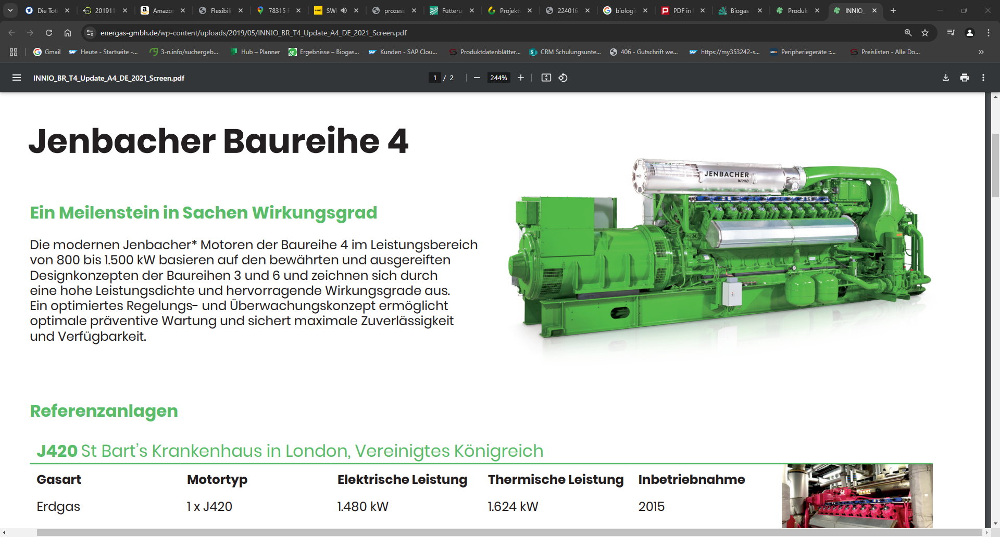 Die Tot
201911
Amazo
Flexibili
78315
SWI
prozess
Fütteru
Projekt
224016
biologi
PDF in
Biogas
Produk
INNIO_
energas-gmbh.de/wp-content/uploads/2019/05/INNIO_BR_T4_Update_A4_DE_2021_Screen.pdf
Gmail
Heute - Startseite -...
3-n.info/suchergeb...
Hub – Planner
Ergebnisse – Biogas...
Kunden - SAP Clou...
Produktdatenblätter...
CRM Schulungsunte...
406 - Gutschrift we...
https://my353242-s...
Peripheriegeräte ::...
Preislisten - Alle Do...
INNIO_BR_T4_Update_A4_DE_2021_Screen.pdf
1 / 2
244%
Jenbacher Baureihe 4
JENBACHER
INNIO
Ein Meilenstein in Sachen Wirkungsgrad
Die modernen Jenbacher* Motoren der Baureihe 4 im Leistungsbereich
von 800 bis 1.500 kW basieren auf den bewährten und ausgereiften
Designkonzepten der Baureihen 3 und 6 und zeichnen sich durch
eine hohe Leistungsdichte und hervorragende Wirkungsgrade aus.
Ein optimiertes Regelungs- und Überwachungskonzept ermöglicht
optimale präventive Wartung und sichert maximale Zuverlässigkeit
und Verfügbarkeit.
Referenzanlagen
J420 St Bart's Krankenhaus in London, Vereinigtes Königreich
Gasart Motortyp Elektrische Leistung Thermische Leistung Inbetriebnahme
Erdgas 1 x J420 1.480 kW 1.624 kW 2015